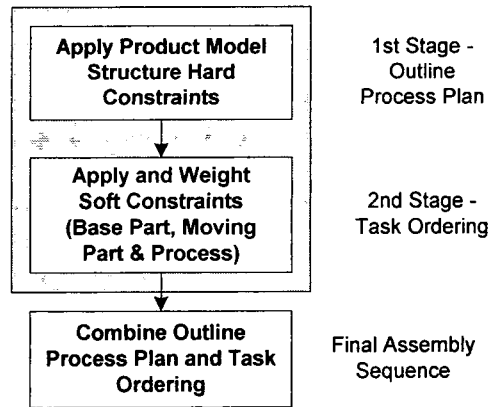 Apply Product Model
Structure Hard
Constraints
1st Stage -
Outline
Process Plan
Apply and Weight
Soft Constraints
(Base Part, Moving
Part & Process)
2nd Stage -
Task Ordering
Combine Outline
Process Plan and Task
Ordering
Final Assembly
Sequence